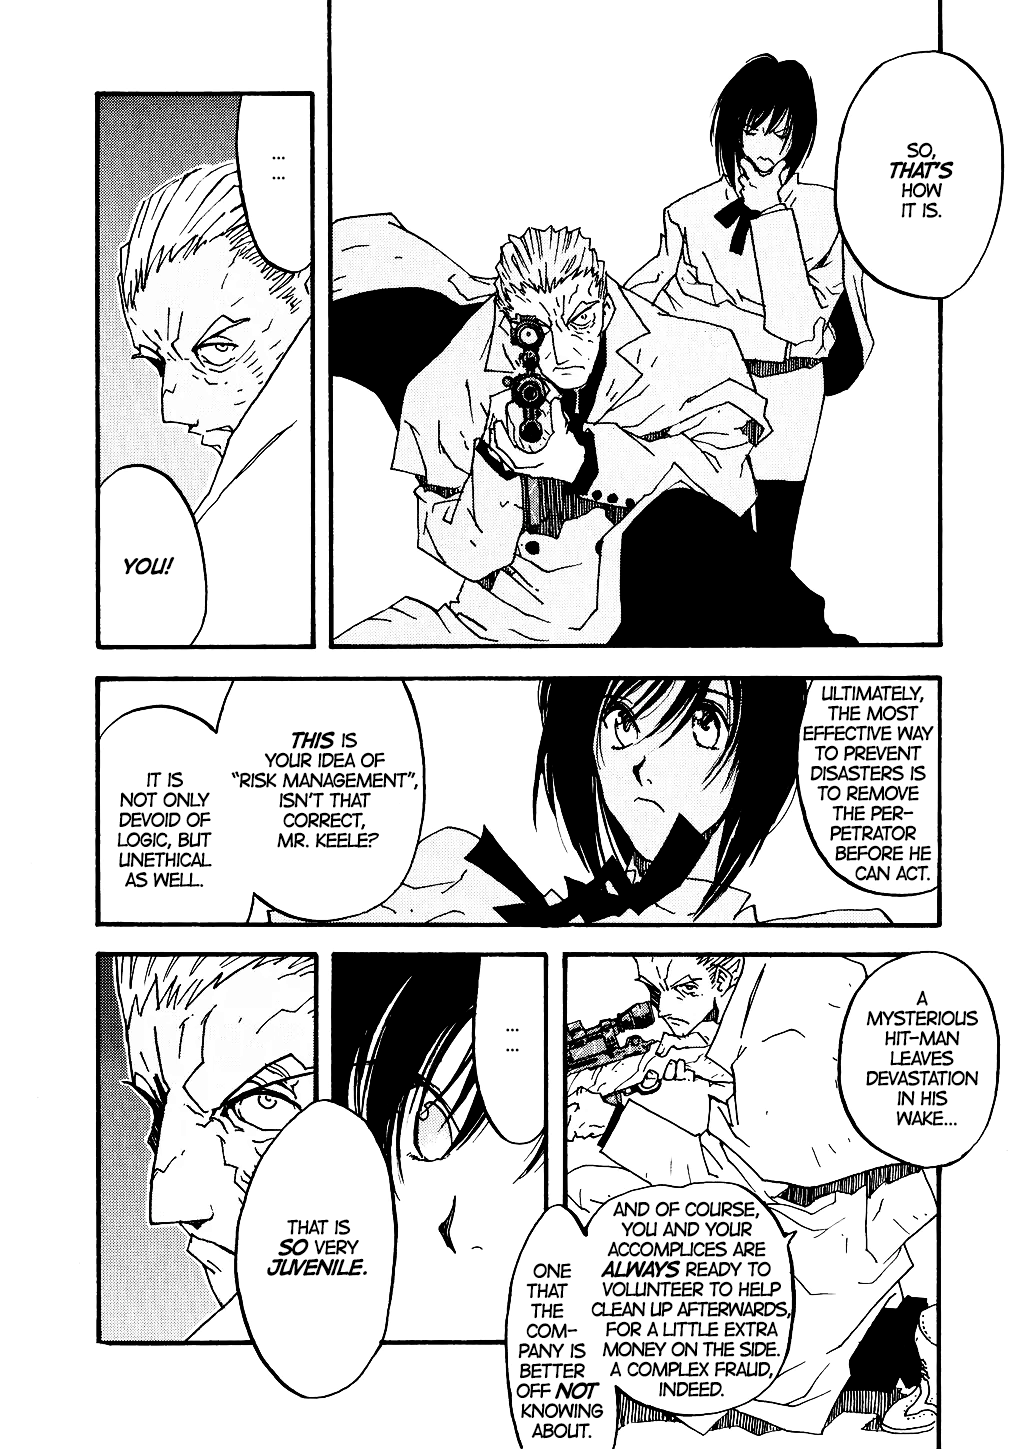 SO,
THAT'S
HOW
IT IS.
...
...
YOU!
ULTIMATELY,
THE MOST
EFFECTIVE WAY
TO PREVENT
DISASTERS IS
TO REMOVE
THE PER-
PETRATOR
BEFORE HE
CAN ACT.
THIS IS
YOUR IDEA OF
“RISK MANAGEMENT”,
ISN'T THAT
CORRECT,
MR. KEELE?
IT IS
NOT ONLY
DEVOID OF
LOGIC, BUT
UNETHICAL
AS WELL.
A
MYSTERIOUS
HIT-MAN
LEAVES
DEVASTATION
IN HIS
WAKE...
AND OF COURSE,
YOU AND YOUR
ACCOMPLICES ARE
ALWAYS READY TO
VOLUNTEER TO HELP
CLEAN UP AFTERWARDS,
FOR A LITTLE EXTRA
MONEY ON THE SIDE.
A COMPLEX FRAUD,
INDEED.
ONE
THAT
THE
COM-
PANY IS
BETTER
OFF NOT
KNOWING
ABOUT.
...
...
THAT IS
SO VERY
JUVENILE.